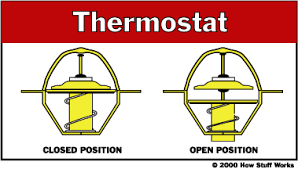 Thermostat
CLOSED POSITION
OPEN POSITION
© 2000 How Stuff Works